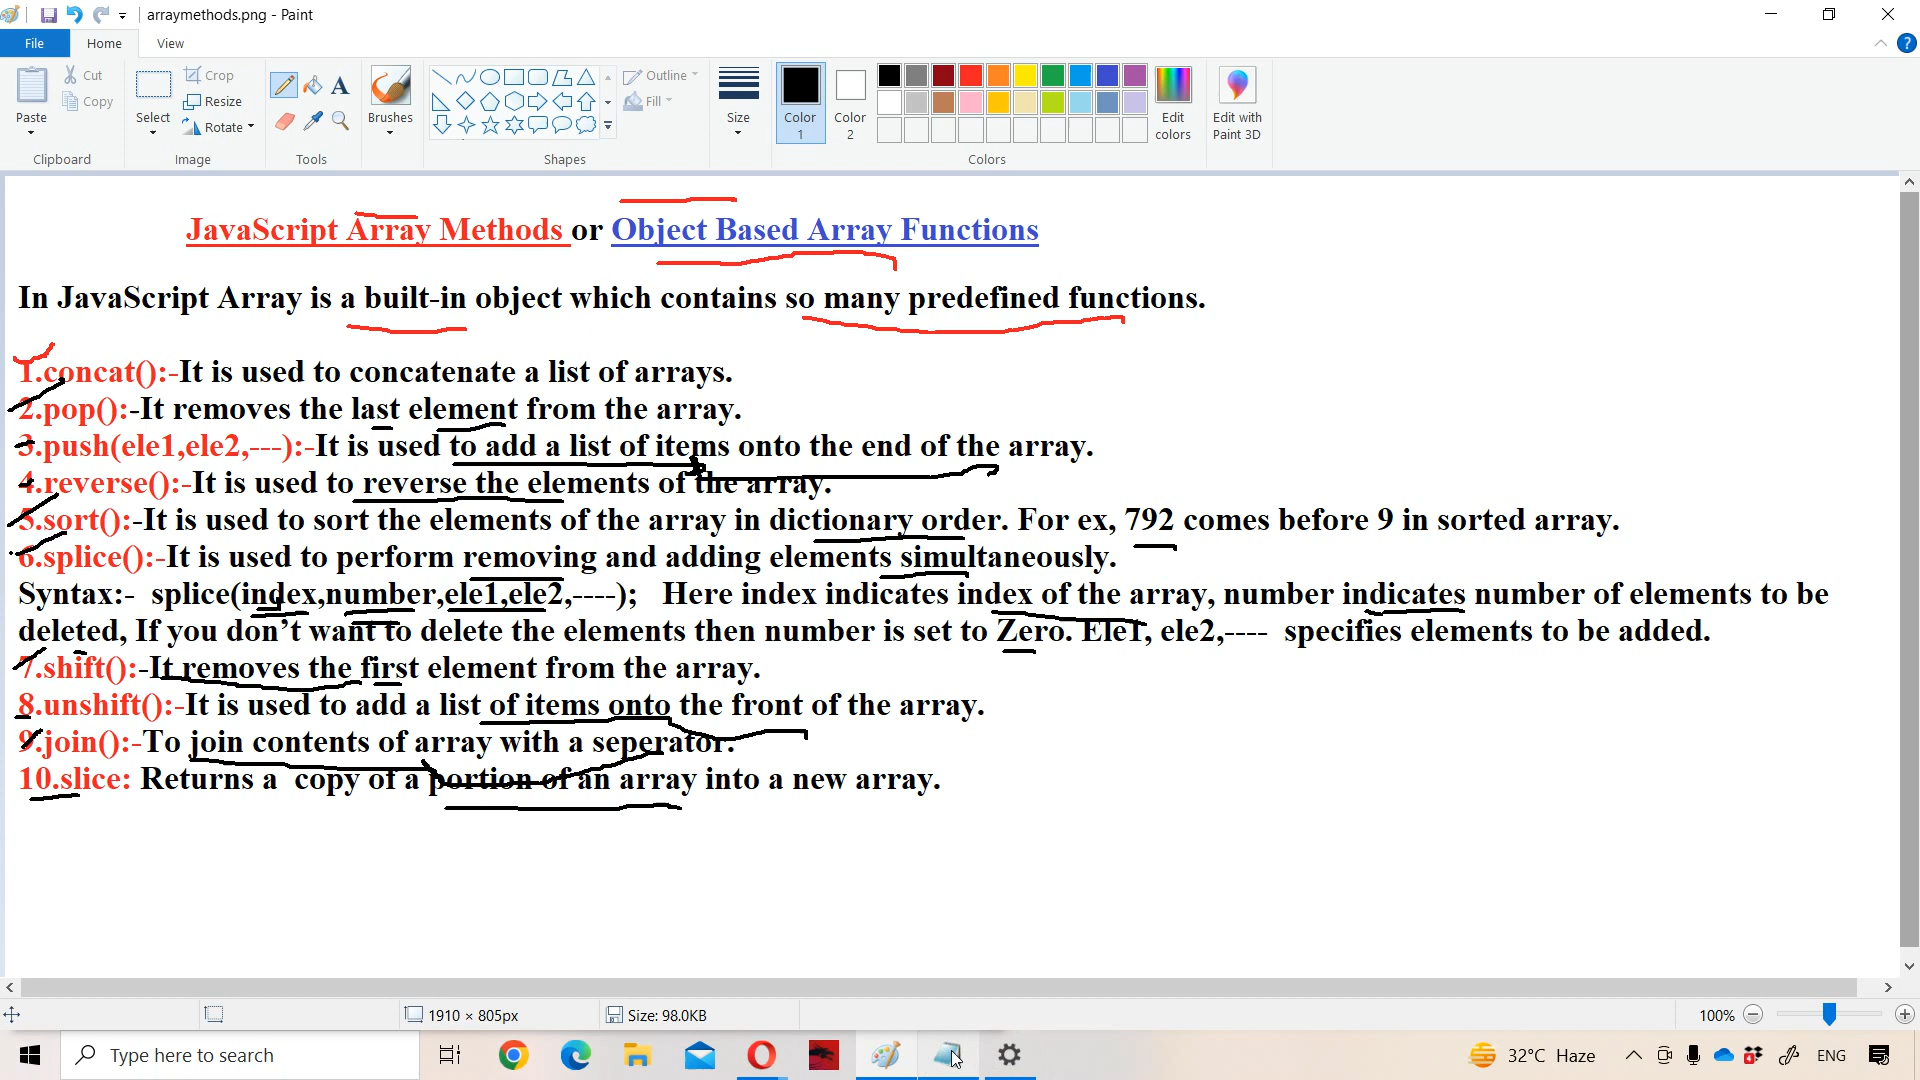 arraymethods.png - Paint
File Home View
Paste Cut Copy Clipboard
Select Crop Resize Rotate Image
Tools
Brushes
Shapes
Outline Fill
Size
Color 1 Color 2
Edit colors
Edit with Paint 3D
Colors
JavaScript Array Methods or Object Based Array Functions
In JavaScript Array is a built-in object which contains so many predefined functions.
1.concat():-It is used to concatenate a list of arrays.
2.pop():-It removes the last element from the array.
3.push(ele1,ele2,---):-It is used to add a list of items onto the end of the array.
4.reverse():-It is used to reverse the elements of the array.
5.sort():-It is used to sort the elements of the array in dictionary order. For ex, 792 comes before 9 in sorted array.
6.splice():-It is used to perform removing and adding elements simultaneously.
Syntax:- splice(index,number,ele1,ele2,----); Here index indicates index of the array, number indicates number of elements to be
deleted, If you don't want to delete the elements then number is set to Zero. Ele1, ele2,---- specifies elements to be added.
7.shift():-It removes the first element from the array.
8.unshift():-It is used to add a list of items onto the front of the array.
9.join():-To join contents of array with a seperator.
10.slice: Returns a copy of a portion of an array into a new array.
1910 × 805px
Size: 98.0KB
100%
Type here to search
32°C Haze
ENG